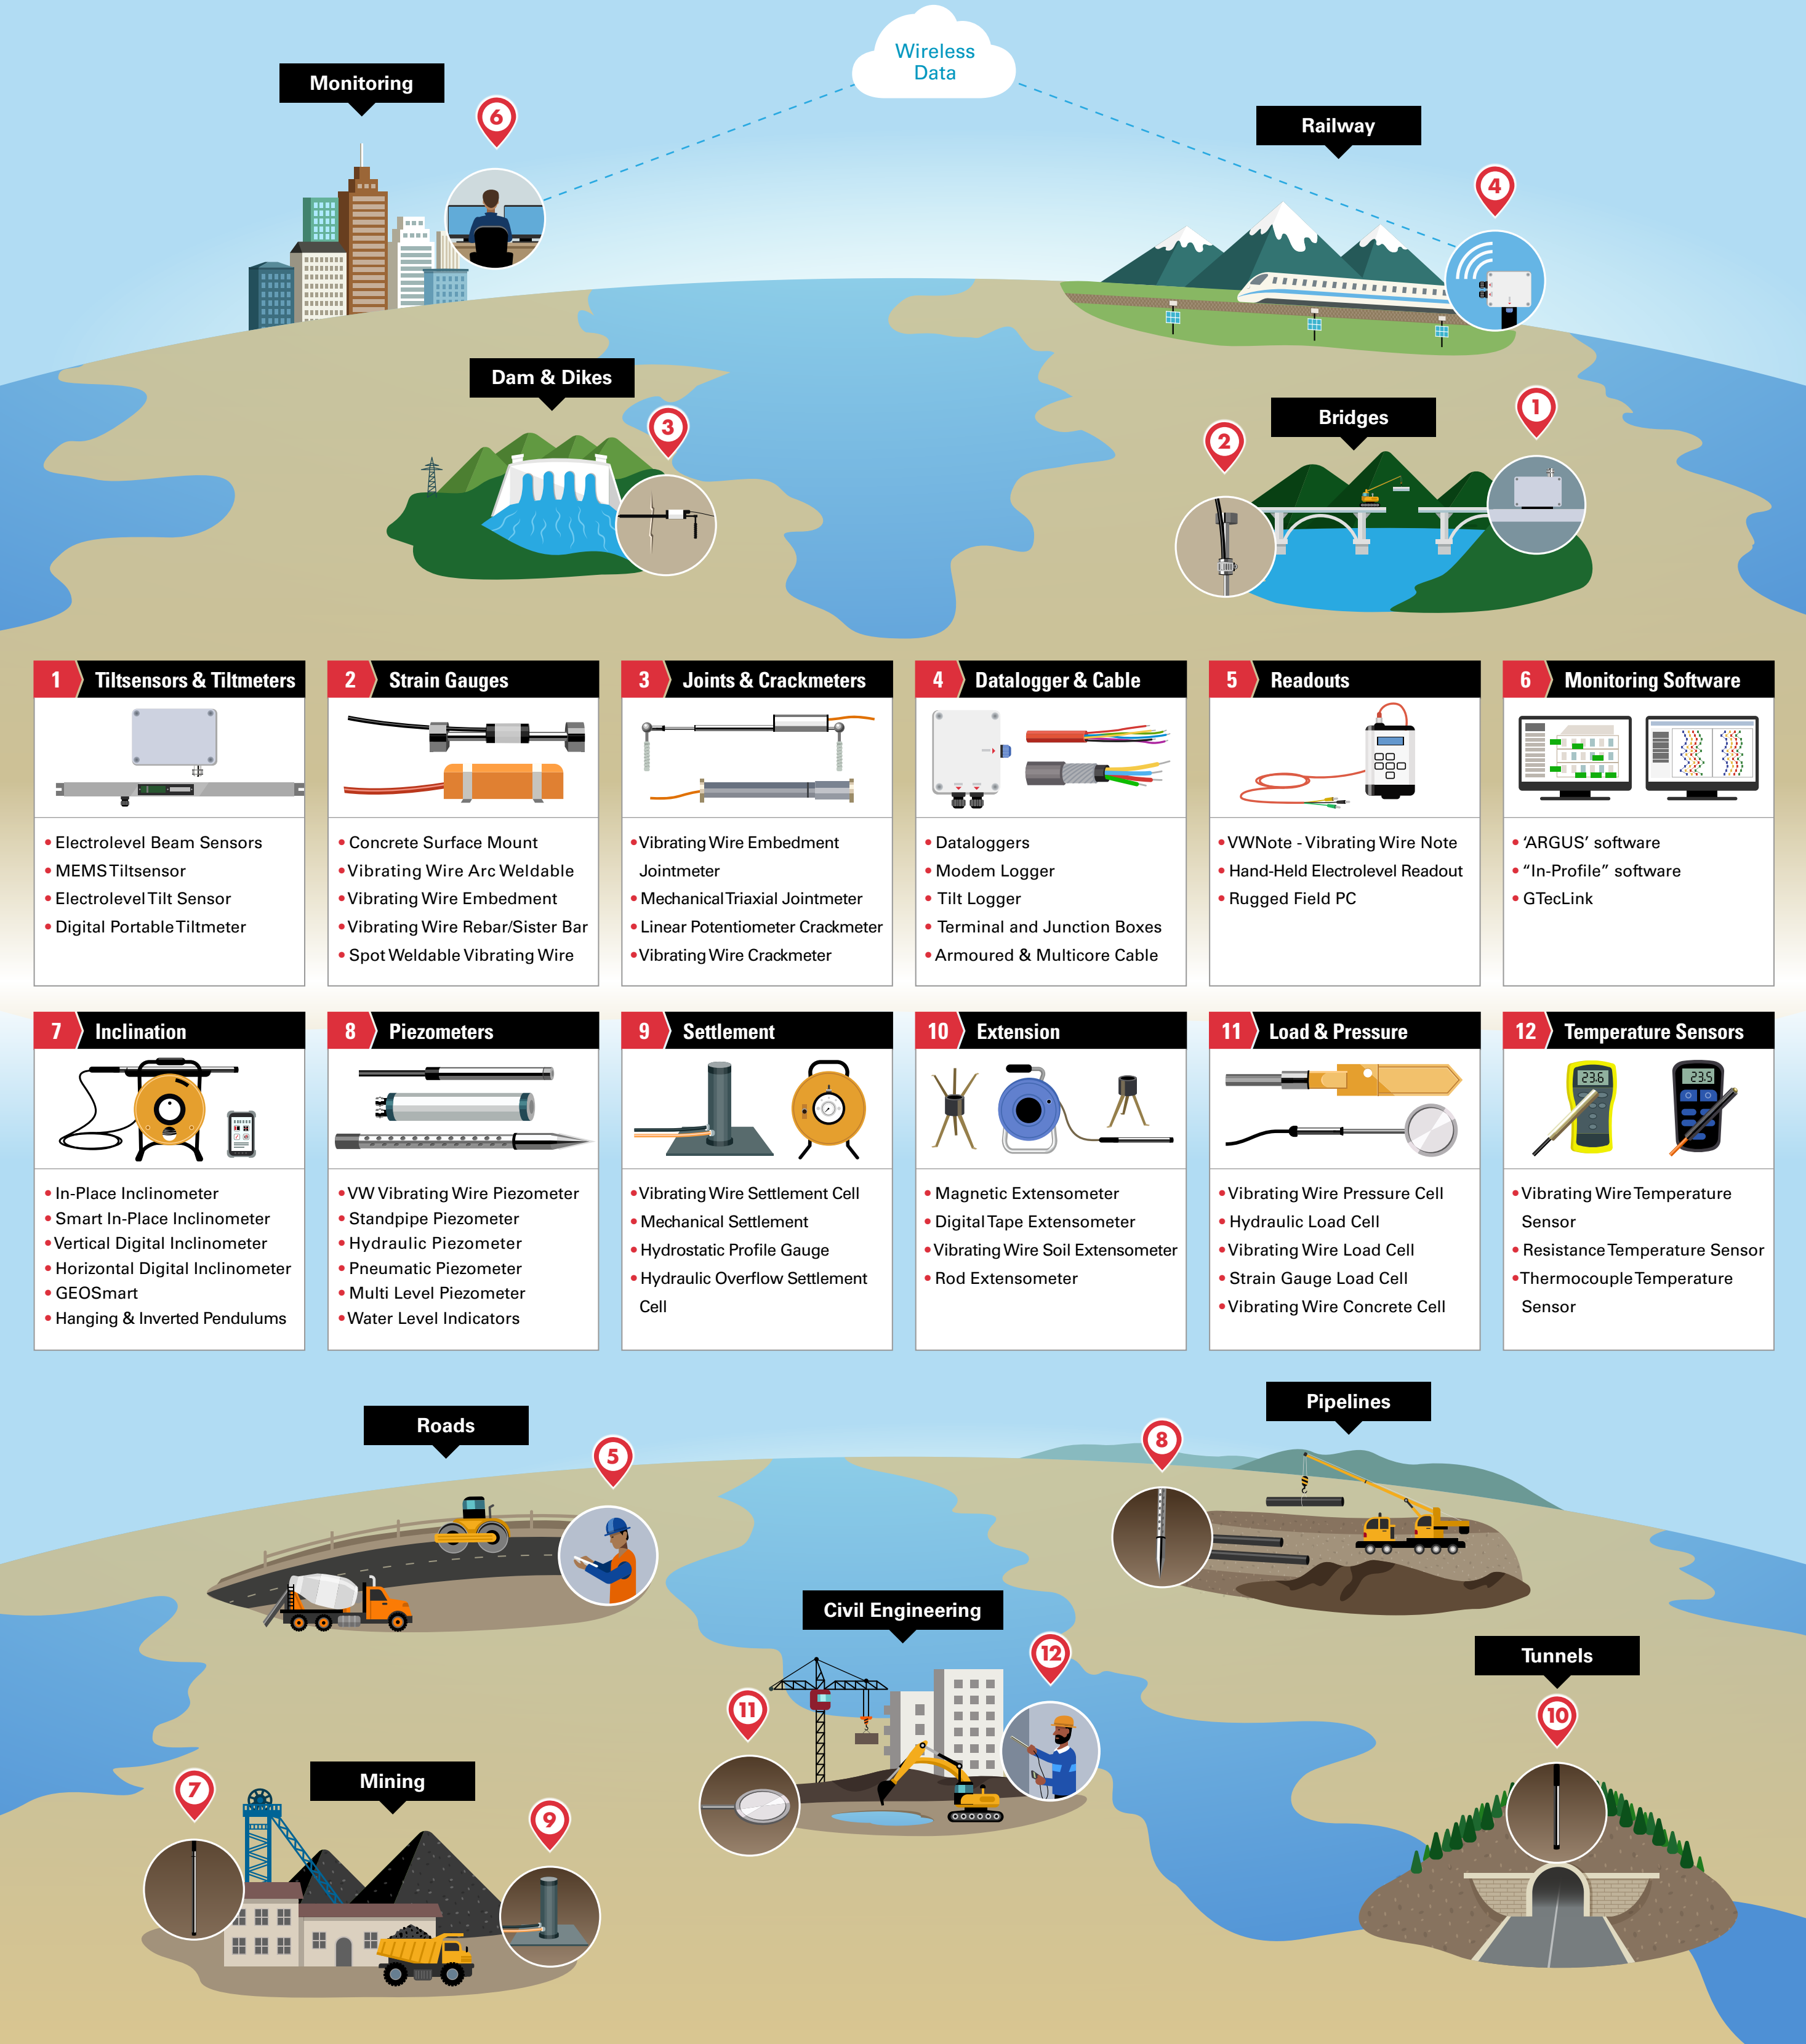 Wireless
Data
Monitoring
6
Railway
4
Dam & Dikes
3
Bridges
1
2
1 Tiltsensors & Tiltmeters
• Electrolevel Beam Sensors
• MEMS Tiltsensor
• Electrolevel Tilt Sensor
• Digital Portable Tiltmeter
2 Strain Gauges
• Concrete Surface Mount
• Vibrating Wire Arc Weldable
• Vibrating Wire Embedment
• Vibrating Wire Rebar/Sister Bar
• Spot Weldable Vibrating Wire
3 Joints & Crackmeters
• Vibrating Wire Embedment
Jointmeter
• Mechanical Triaxial Jointmeter
• Linear Potentiometer Crackmeter
• Vibrating Wire Crackmeter
4 Datalogger & Cable
• Dataloggers
• Modem Logger
• Tilt Logger
• Terminal and Junction Boxes
• Armoured & Multicore Cable
5 Readouts
• VWNote - Vibrating Wire Note
• Hand-Held Electrolevel Readout
• Rugged Field PC
6 Monitoring Software
• ‘ARGUS’ software
• “In-Profile” software
• GTecLink
7 Inclination
• In-Place Inclinometer
• Smart In-Place Inclinometer
• Vertical Digital Inclinometer
• Horizontal Digital Inclinometer
• GEOSmart
• Hanging & Inverted Pendulums
8 Piezometers
• VW Vibrating Wire Piezometer
• Standpipe Piezometer
• Hydraulic Piezometer
• Pneumatic Piezometer
• Multi Level Piezometer
• Water Level Indicators
9 Settlement
• Vibrating Wire Settlement Cell
• Mechanical Settlement
• Hydrostatic Profile Gauge
• Hydraulic Overflow Settlement
Cell
10 Extension
• Magnetic Extensometer
• Digital Tape Extensometer
• Vibrating Wire Soil Extensometer
• Rod Extensometer
11 Load & Pressure
• Vibrating Wire Pressure Cell
• Hydraulic Load Cell
• Vibrating Wire Load Cell
• Strain Gauge Load Cell
• Vibrating Wire Concrete Cell
12 Temperature Sensors
23.6
23.5
• Vibrating Wire Temperature
Sensor
• Resistance Temperature Sensor
• Thermocouple Temperature
Sensor
Roads
5
Pipelines
8
Civil Engineering
12
11
Tunnels
10
Mining
7
9